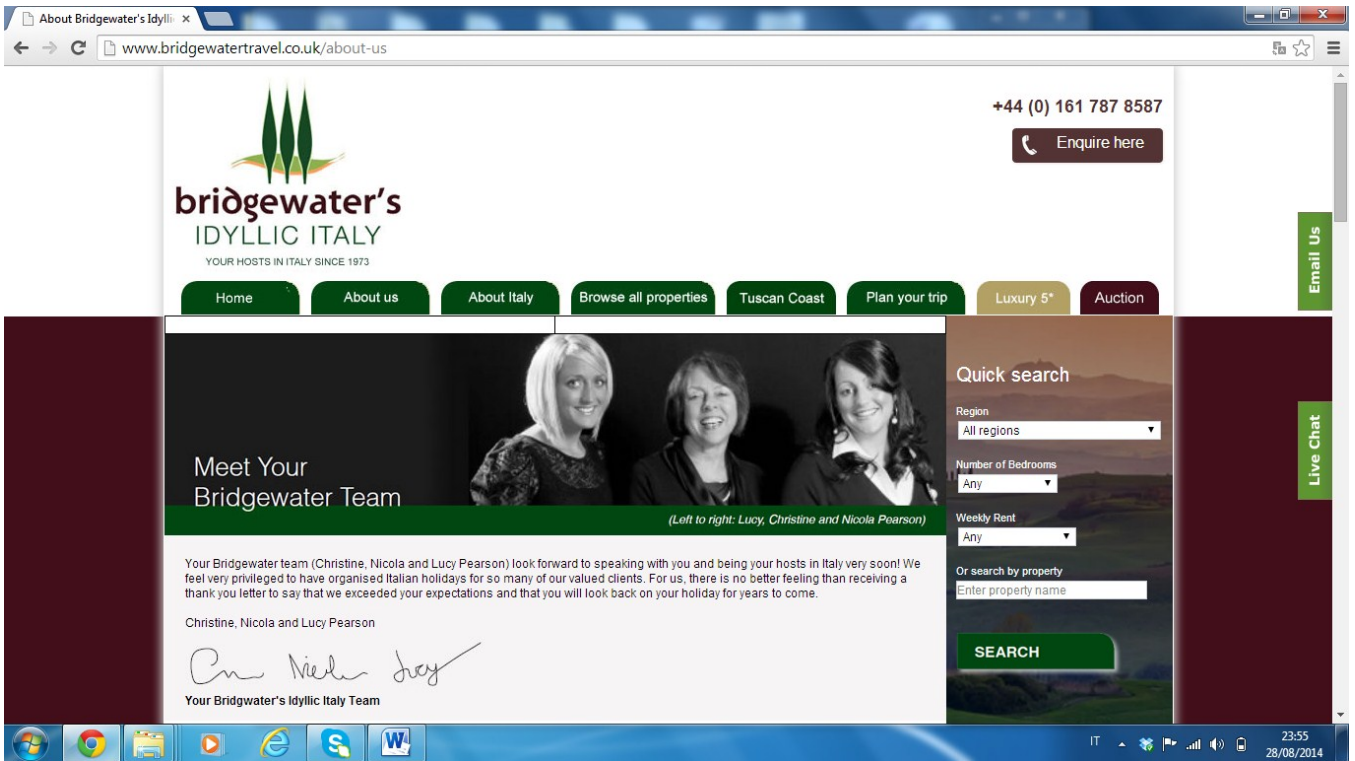 About Bridgewater's Idylli
www.bridgewatertravel.co.uk/about-us
+44 (0) 161 787 8587
Enquire here
bridgewater's
IDYLLIC ITALY
YOUR HOSTS IN ITALY SINCE 1973
Email Us
Home About us About Italy Browse all properties Tuscan Coast Plan your trip Luxury 5* Auction
Meet Your
Bridgewater Team
(Left to right: Lucy, Christine and Nicola Pearson)
Your Bridgewater team (Christine, Nicola and Lucy Pearson) look forward to speaking with you and being your hosts in Italy very soon! We
feel very privileged to have organised Italian holidays for so many of our valued clients. For us, there is no better feeling than receiving a
thank you letter to say that we exceeded your expectations and that you will look back on your holiday for years to come.
Christine, Nicola and Lucy Pearson
Your Bridgwater's Idyllic Italy Team
Quick search
Region
All regions
Number of Bedrooms
Any
Weekly Rent
Any
Or search by property
Enter property name
SEARCH
Live Chat
IT
23:55
28/08/2014